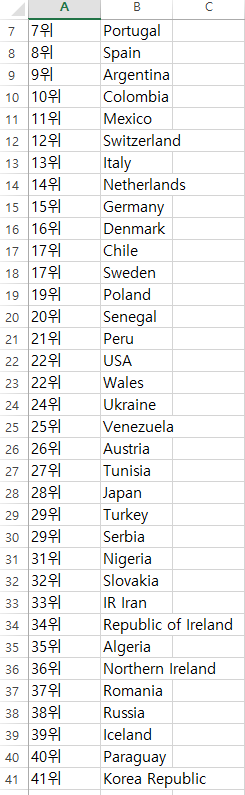 A B C
7 7위 Portugal
8 8위 Spain
9 9위 Argentina
10 10위 Colombia
11 11위 Mexico
12 12위 Switzerland
13 13위 Italy
14 14위 Netherlands
15 15위 Germany
16 16위 Denmark
17 17위 Chile
18 17위 Sweden
19 19위 Poland
20 20위 Senegal
21 21위 Peru
22 22위 USA
23 22위 Wales
24 24위 Ukraine
25 25위 Venezuela
26 26위 Austria
27 27위 Tunisia
28 28위 Japan
29 29위 Turkey
30 29위 Serbia
31 31위 Nigeria
32 32위 Slovakia
33 33위 IR Iran
34 34위 Republic of Ireland
35 35위 Algeria
36 36위 Northern Ireland
37 37위 Romania
38 38위 Russia
39 39위 Iceland
40 40위 Paraguay
41 41위 Korea Republic